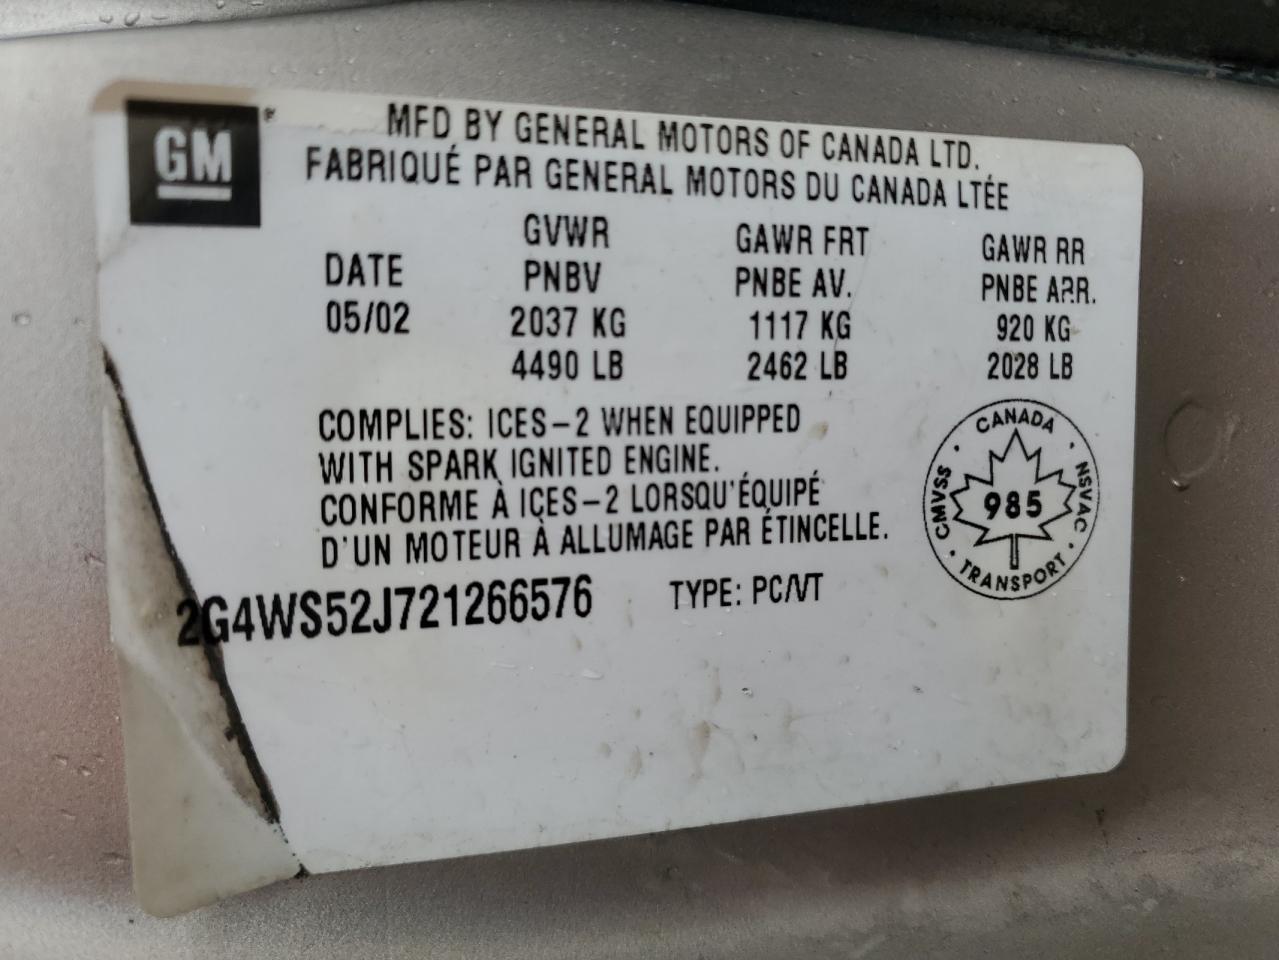 GM
MFD BY GENERAL MOTORS OF CANADA LTD.
FABRIQUÉ PAR GENERAL MOTORS DU CANADA LTÉE
DATE
05/02
GVWR
PNBV
2037 KG
4490 LB
GAWR FRT
PNBE AV.
1117 KG
2462 LB
GAWR RR
PNBE ARR.
920 KG
2028 LB
COMPLIES: ICES-2 WHEN EQUIPPED
WITH SPARK IGNITED ENGINE.
CONFORME À ICES-2 LORSQU'ÉQUIPÉ
D'UN MOTEUR À ALLUMAGE PAR ÉTINCELLE.
2G4WS52J721266576 TYPE: PC/VT
CANADA
CMVSS
985
NSVAC
TRANSPORT